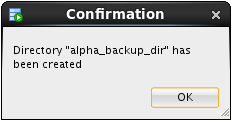 Confirmation
Directory "alpha_backup_dir" has
been created
OK